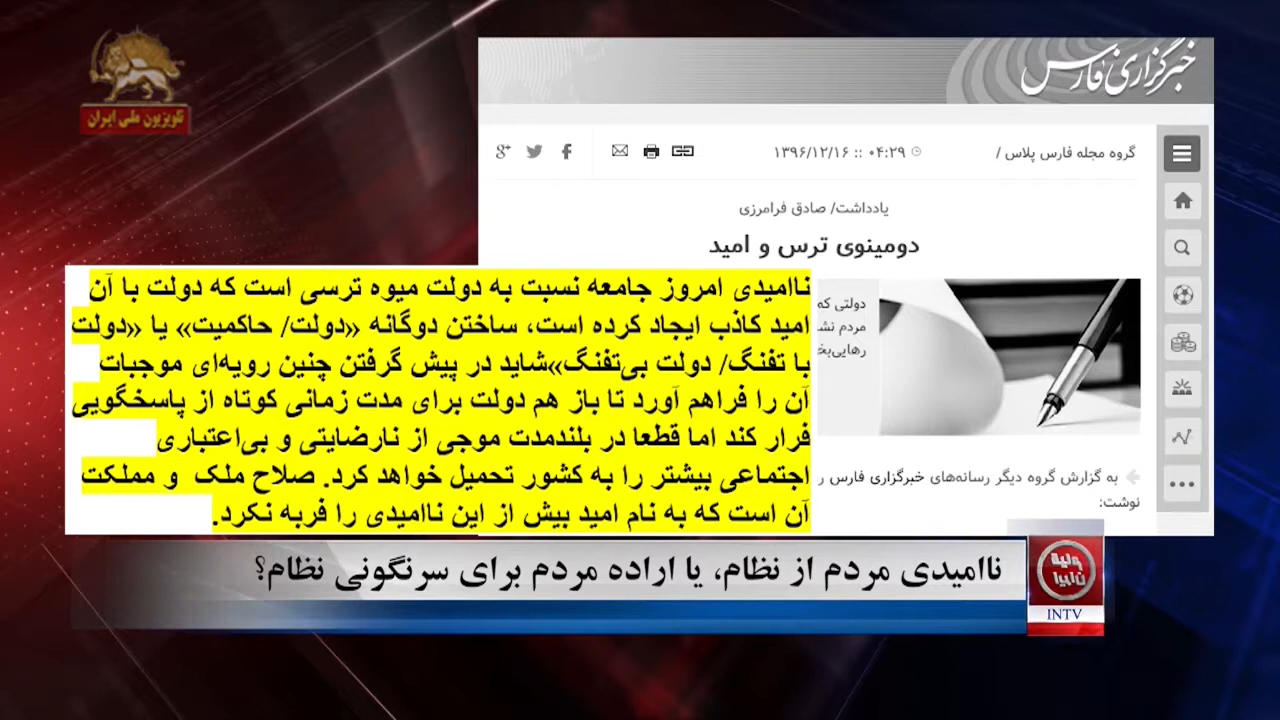 تلویزیون ملی ایران
خبرگزاری فارس
گروه مجله فارس پلاس /
۰۴:۲۹ :: ۱۳۹۶/۱۲/۱۶
یادداشت/ صادق فرامرزی
دومینوی ترس و امید
دولتی که
مردم نشد
ناامیدی امروز جامعه نسبت به دولت میوه ترسی است که دولت با آن
امید کاذب ایجاد کرده است، ساختن دوگانه «دولت/ حاکمیت» یا «دولت
با تفنگ/ دولت بی‌تفنگ»شاید در پیش گرفتن چنین رویه‌ای موجبات
آن را فراهم آورد تا باز هم دولت برای مدت زمانی کوتاه از پاسخگویی
فرار کند اما قطعا در بلندمدت موجی از نارضایتی و بی‌اعتباری
اجتماعی بیشتر را به کشور تحمیل خواهد کرد. صلاح ملک و مملکت
آن است که به نام امید بیش از این ناامیدی را فربه نکرد.
به گزارش گروه دیگر رسانه‌های خبرگزاری فارس
نوشت:
ناامیدی مردم از نظام، یا اراده مردم برای سرنگونی نظام؟
INTV